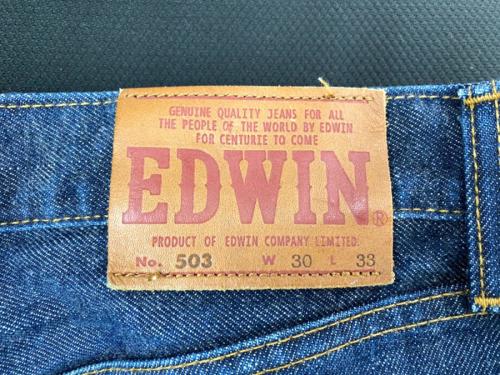 GENUINE QUALITY JEANS FOR ALL
THE PEOPLE of THE WORLD BY EDWIN
FOR CENTURIE TO COME
EDWIN®
PRODUCT OF EDWIN COMPANY LIMITED.
No. 503 W 30 L 33